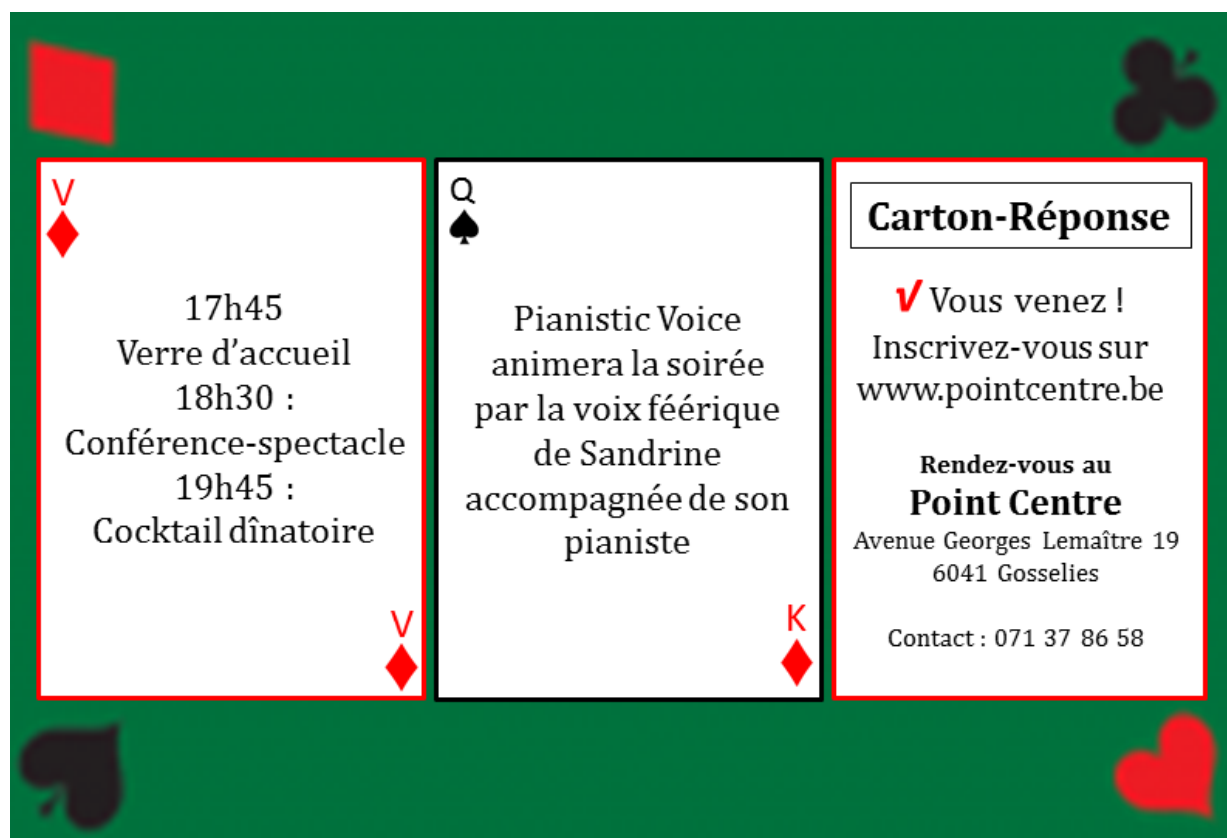 V
17h45
Verre d'accueil
18h30 :
Conférence-spectacle
19h45 :
Cocktail dînatoire
V
Q
Pianistic Voice
animera la soirée
par la voix féérique
de Sandrine
accompagnée de son
pianiste
K
Carton-Réponse
√ Vous venez !
Inscrivez-vous sur
www.pointcentre.be
Rendez-vous au
Point Centre
Avenue Georges Lemaître 19
6041 Gosselies
Contact : 071 37 86 58